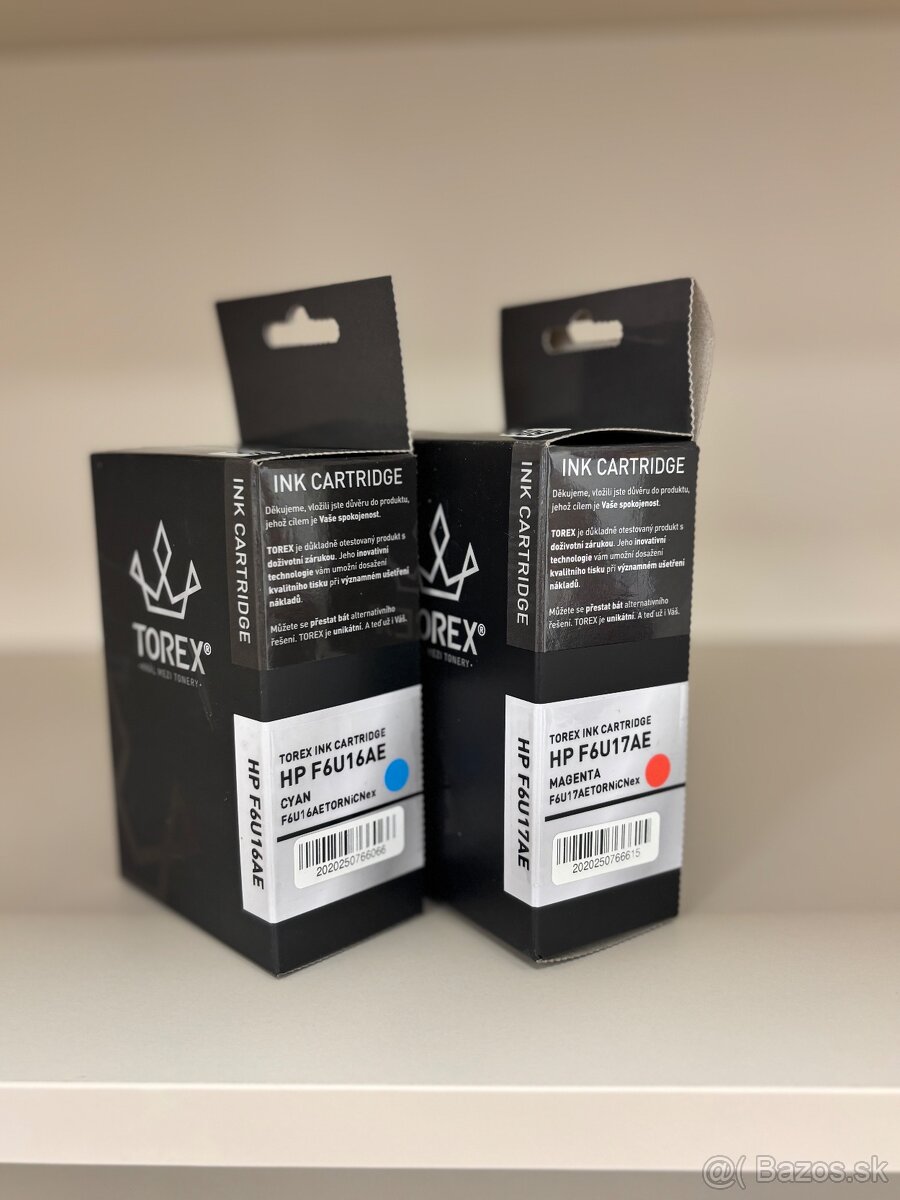 INK CARTRIDGE
INK CARTRIDGE
Děkujeme, vložili jste důvěru do produktu,
jehož cílem je Vaše spokojenost.
TOREX je důkladně otestovaný produkt s
doživotní zárukou. Jeho inovativní
technologie vám umožní dosažení
kvalitního tisku při významném ušetření
nákladů.
Můžete se přestat bát alternativního
řešení. TOREX je unikátní. A teď už i Váš.
TOREX®
·KRÁL MEZI TONERY·
HP F6U16AE
TOREX INK CARTRIDGE
HP F6U16AE
CYAN
F6U16AETORNiCNex
2020250766066
INK CARTRIDGE
INK CARTRIDGE
Děkujeme, vložili jste důvěru do produktu,
jehož cílem je Vaše spokojenost.
TOREX je důkladně otestovaný produkt s
doživotní zárukou. Jeho inovativní
technologie vám umožní dosažení
kvalitního tisku při významném ušetření
nákladů.
Můžete se přestat bát alternativního
řešení. TOREX je unikátní. A teď už i Váš.
OREX®
MEZI TONERY·
HP F6U17AE
TOREX INK CARTRIDGE
HP F6U17AE
MAGENTA
F6U17AETORNiCNex
2020250766615
@( Bazos.sk